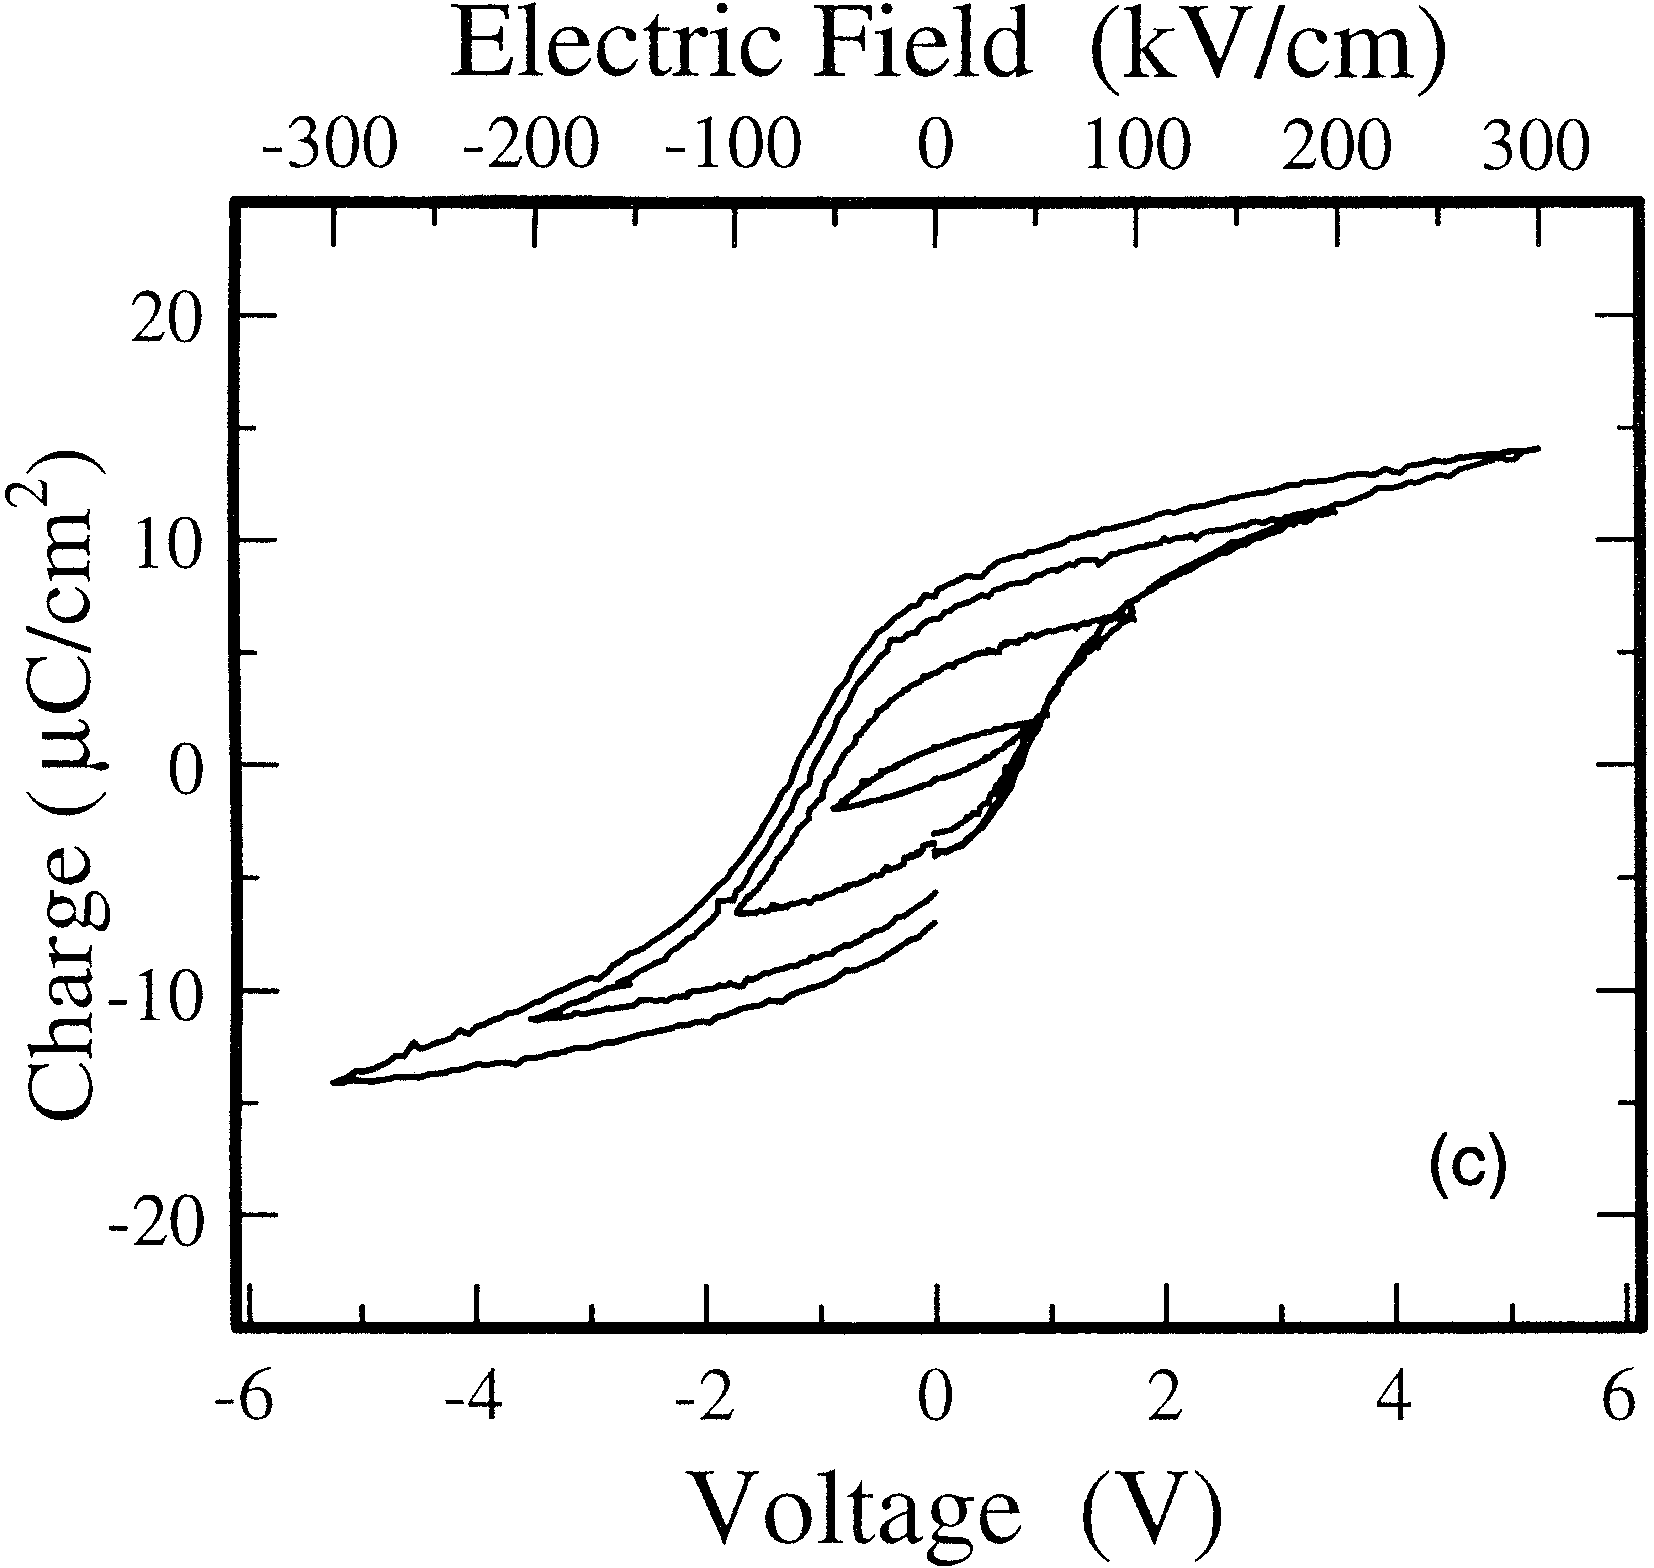 Electric Field (kV/cm)
-300 -200 -100 0 100 200 300
Charge (μC/cm²)
20
10
0
-10
-20
(c)
-6 -4 -2 0 2 4 6
Voltage (V)